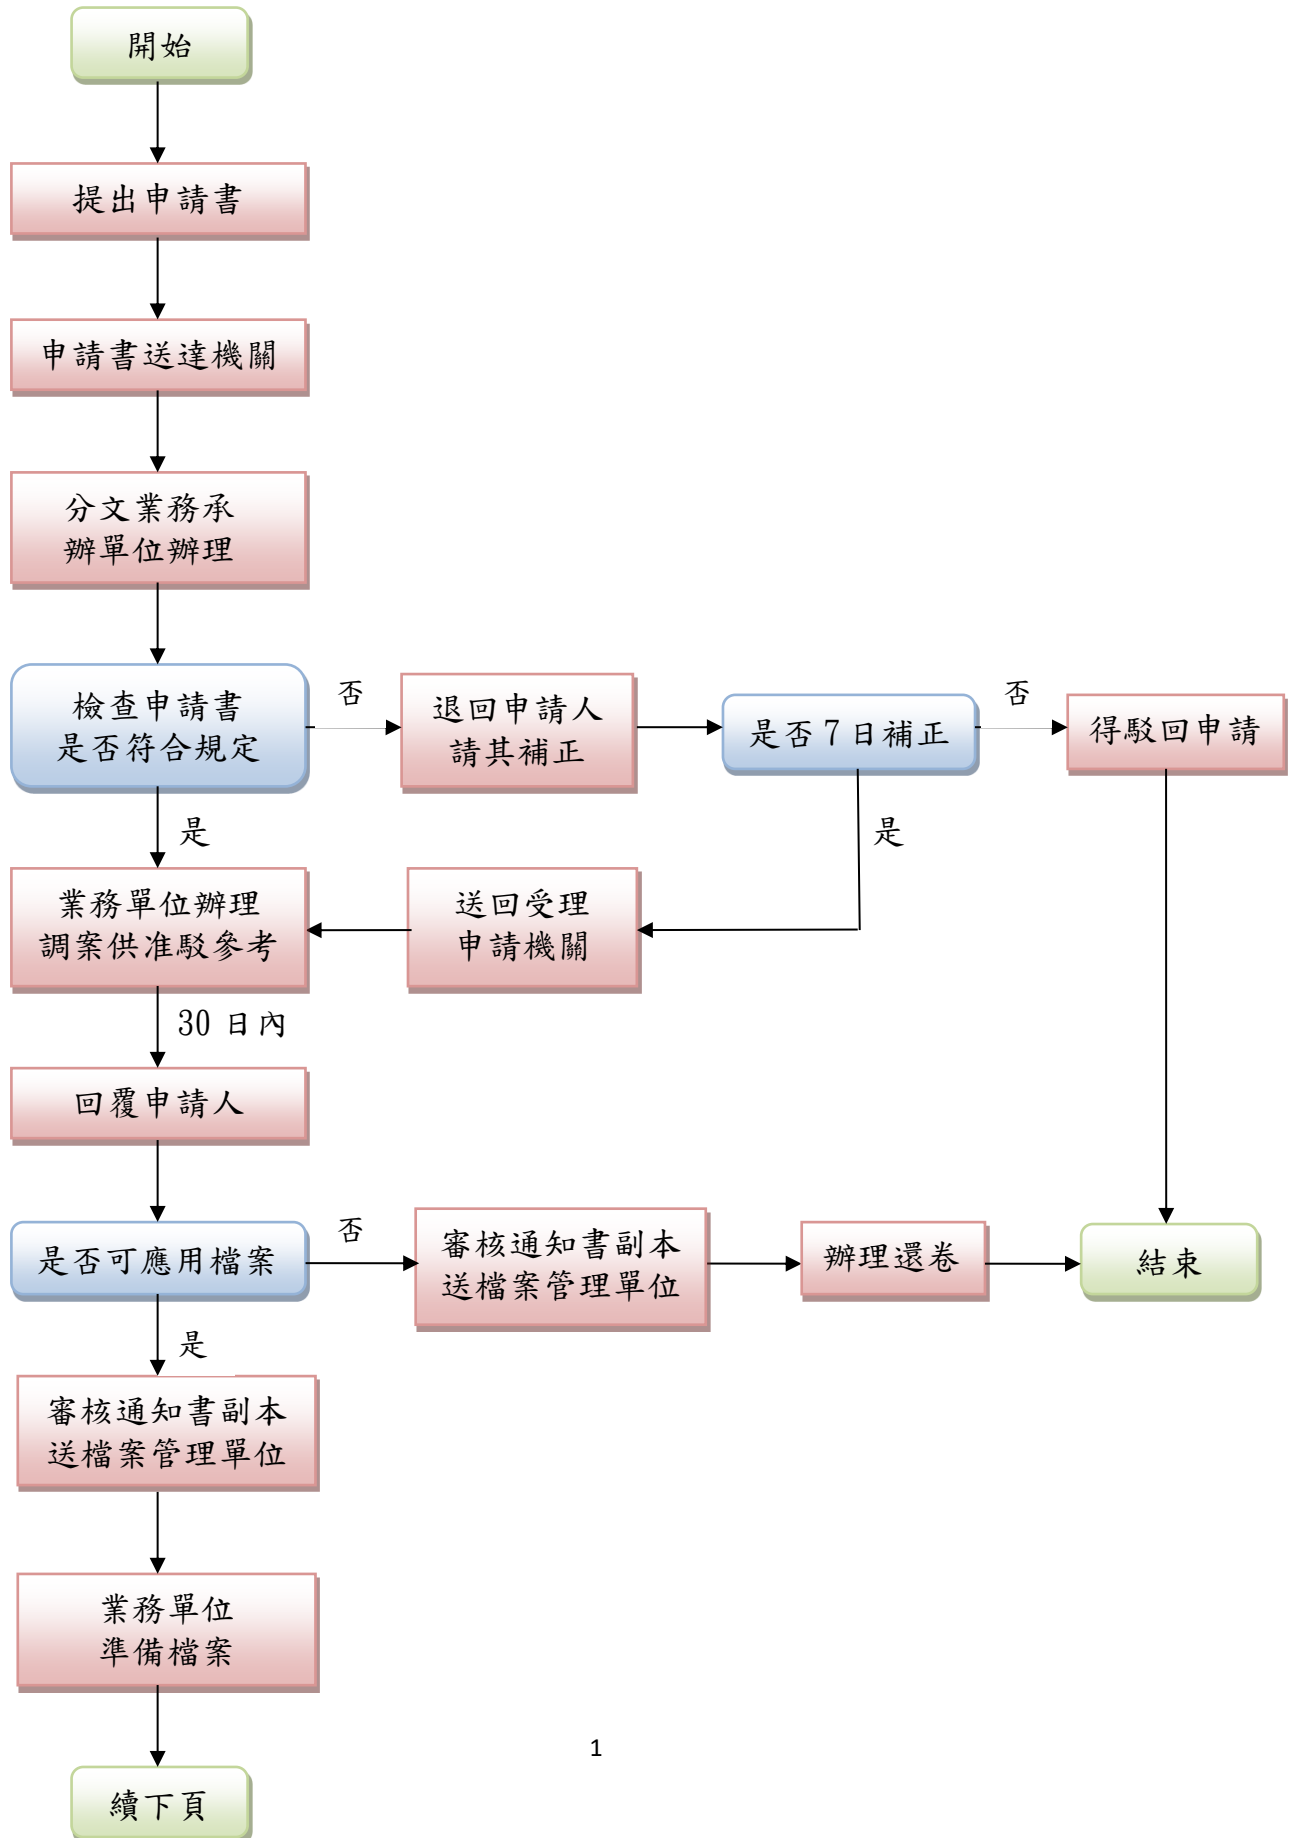 開始
提出申請書
申請書送達機關
分文業務承
辦單位辦理
檢查申請書
是否符合規定
否
退回申請人
請其補正
是否7日補正
否
得駁回申請
是
是
業務單位辦理
調案供准駁參考
送回受理
申請機關
30日內
回覆申請人
是否可應用檔案
否
審核通知書副本
送檔案管理單位
辦理還卷
結束
是
審核通知書副本
送檔案管理單位
業務單位
準備檔案
1
續下頁